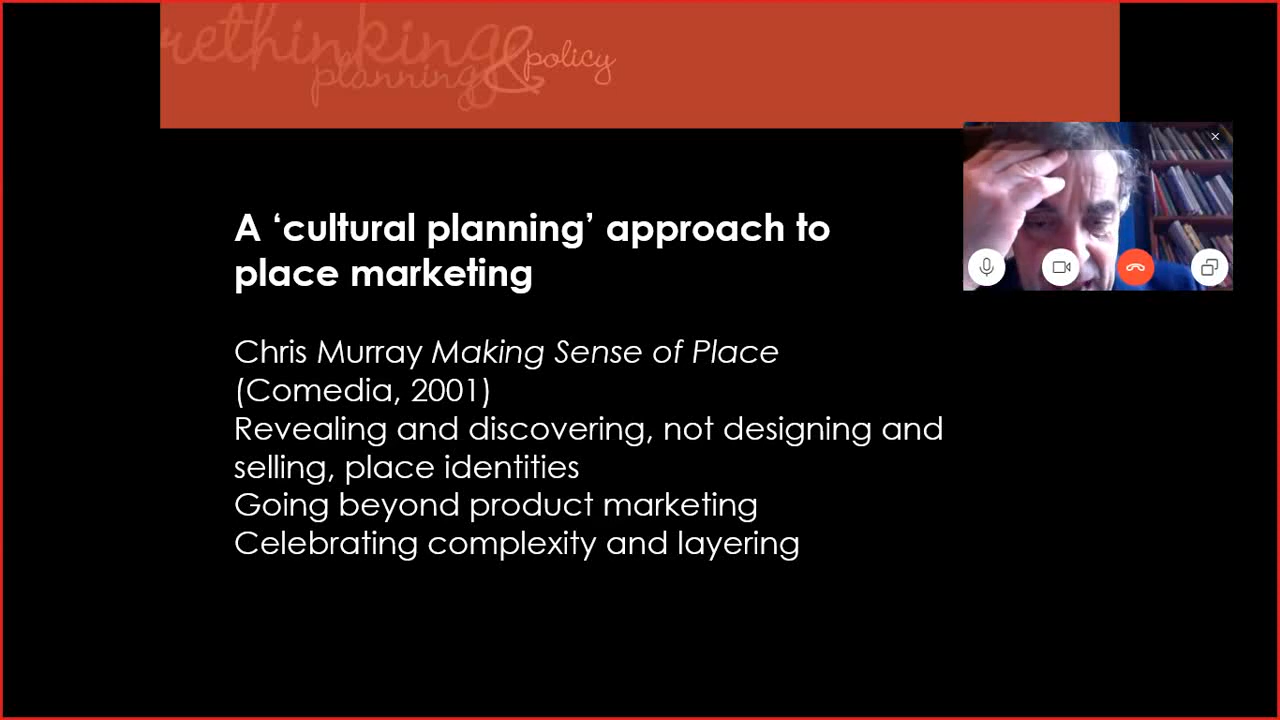 rethinking
planning & policy
A ‘cultural planning’ approach to
place marketing
Chris Murray Making Sense of Place
(Comedia, 2001)
Revealing and discovering, not designing and
selling, place identities
Going beyond product marketing
Celebrating complexity and layering